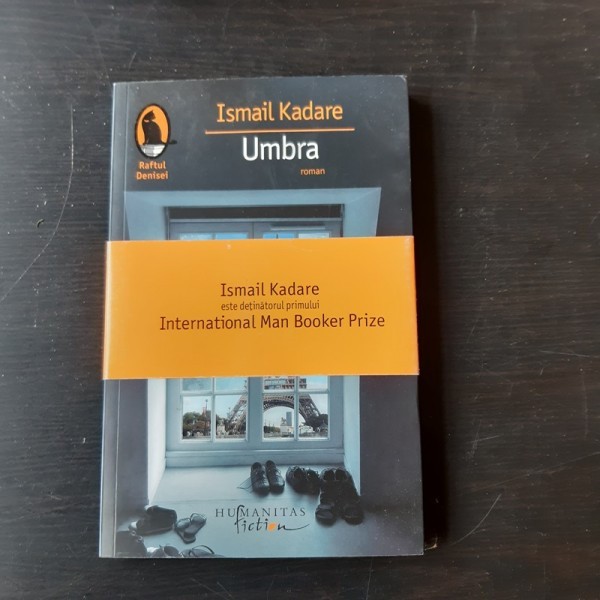 Ismail Kadare
Umbra
roman
Raftul
Denisei
Ismail Kadare
este deținătorul primului
International Man Booker Prize
HUMANITAS
fiction